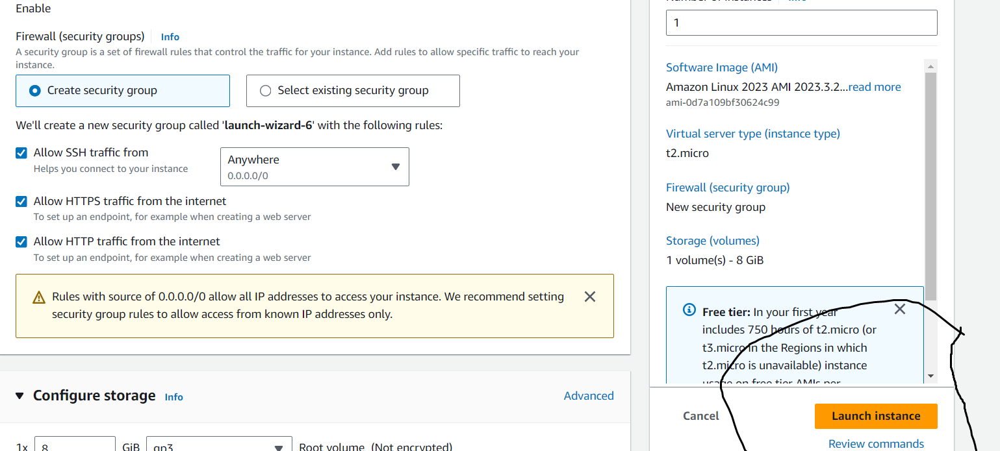 Enable
Firewall (security groups) Info
A security group is a set of firewall rules that control the traffic for your instance. Add rules to allow specific traffic to reach your
instance.
Create security group
Select existing security group
We'll create a new security group called 'launch-wizard-6' with the following rules:
Allow SSH traffic from
Helps you connect to your instance
Anywhere
0.0.0.0/0
Allow HTTPS traffic from the internet
To set up an endpoint, for example when creating a web server
Allow HTTP traffic from the internet
To set up an endpoint, for example when creating a web server
Rules with source of 0.0.0.0/0 allow all IP addresses to access your instance. We recommend setting
security group rules to allow access from known IP addresses only.
Configure storage Info
Advanced
1x 8 GiB gp3 Root volume (Not encrypted)
Number of instances Info
1
Software Image (AMI)
Amazon Linux 2023 AMI 2023.3.2...read more
ami-0d7a109bf30624c99
Virtual server type (instance type)
t2.micro
Firewall (security group)
New security group
Storage (volumes)
1 volume(s) - 8 GiB
Free tier: In your first year
includes 750 hours of t2.micro (or
t3.micro in the Regions in which
t2.micro is unavailable) instance
usage on free tier AMIs per
Cancel
Launch instance
Review commands